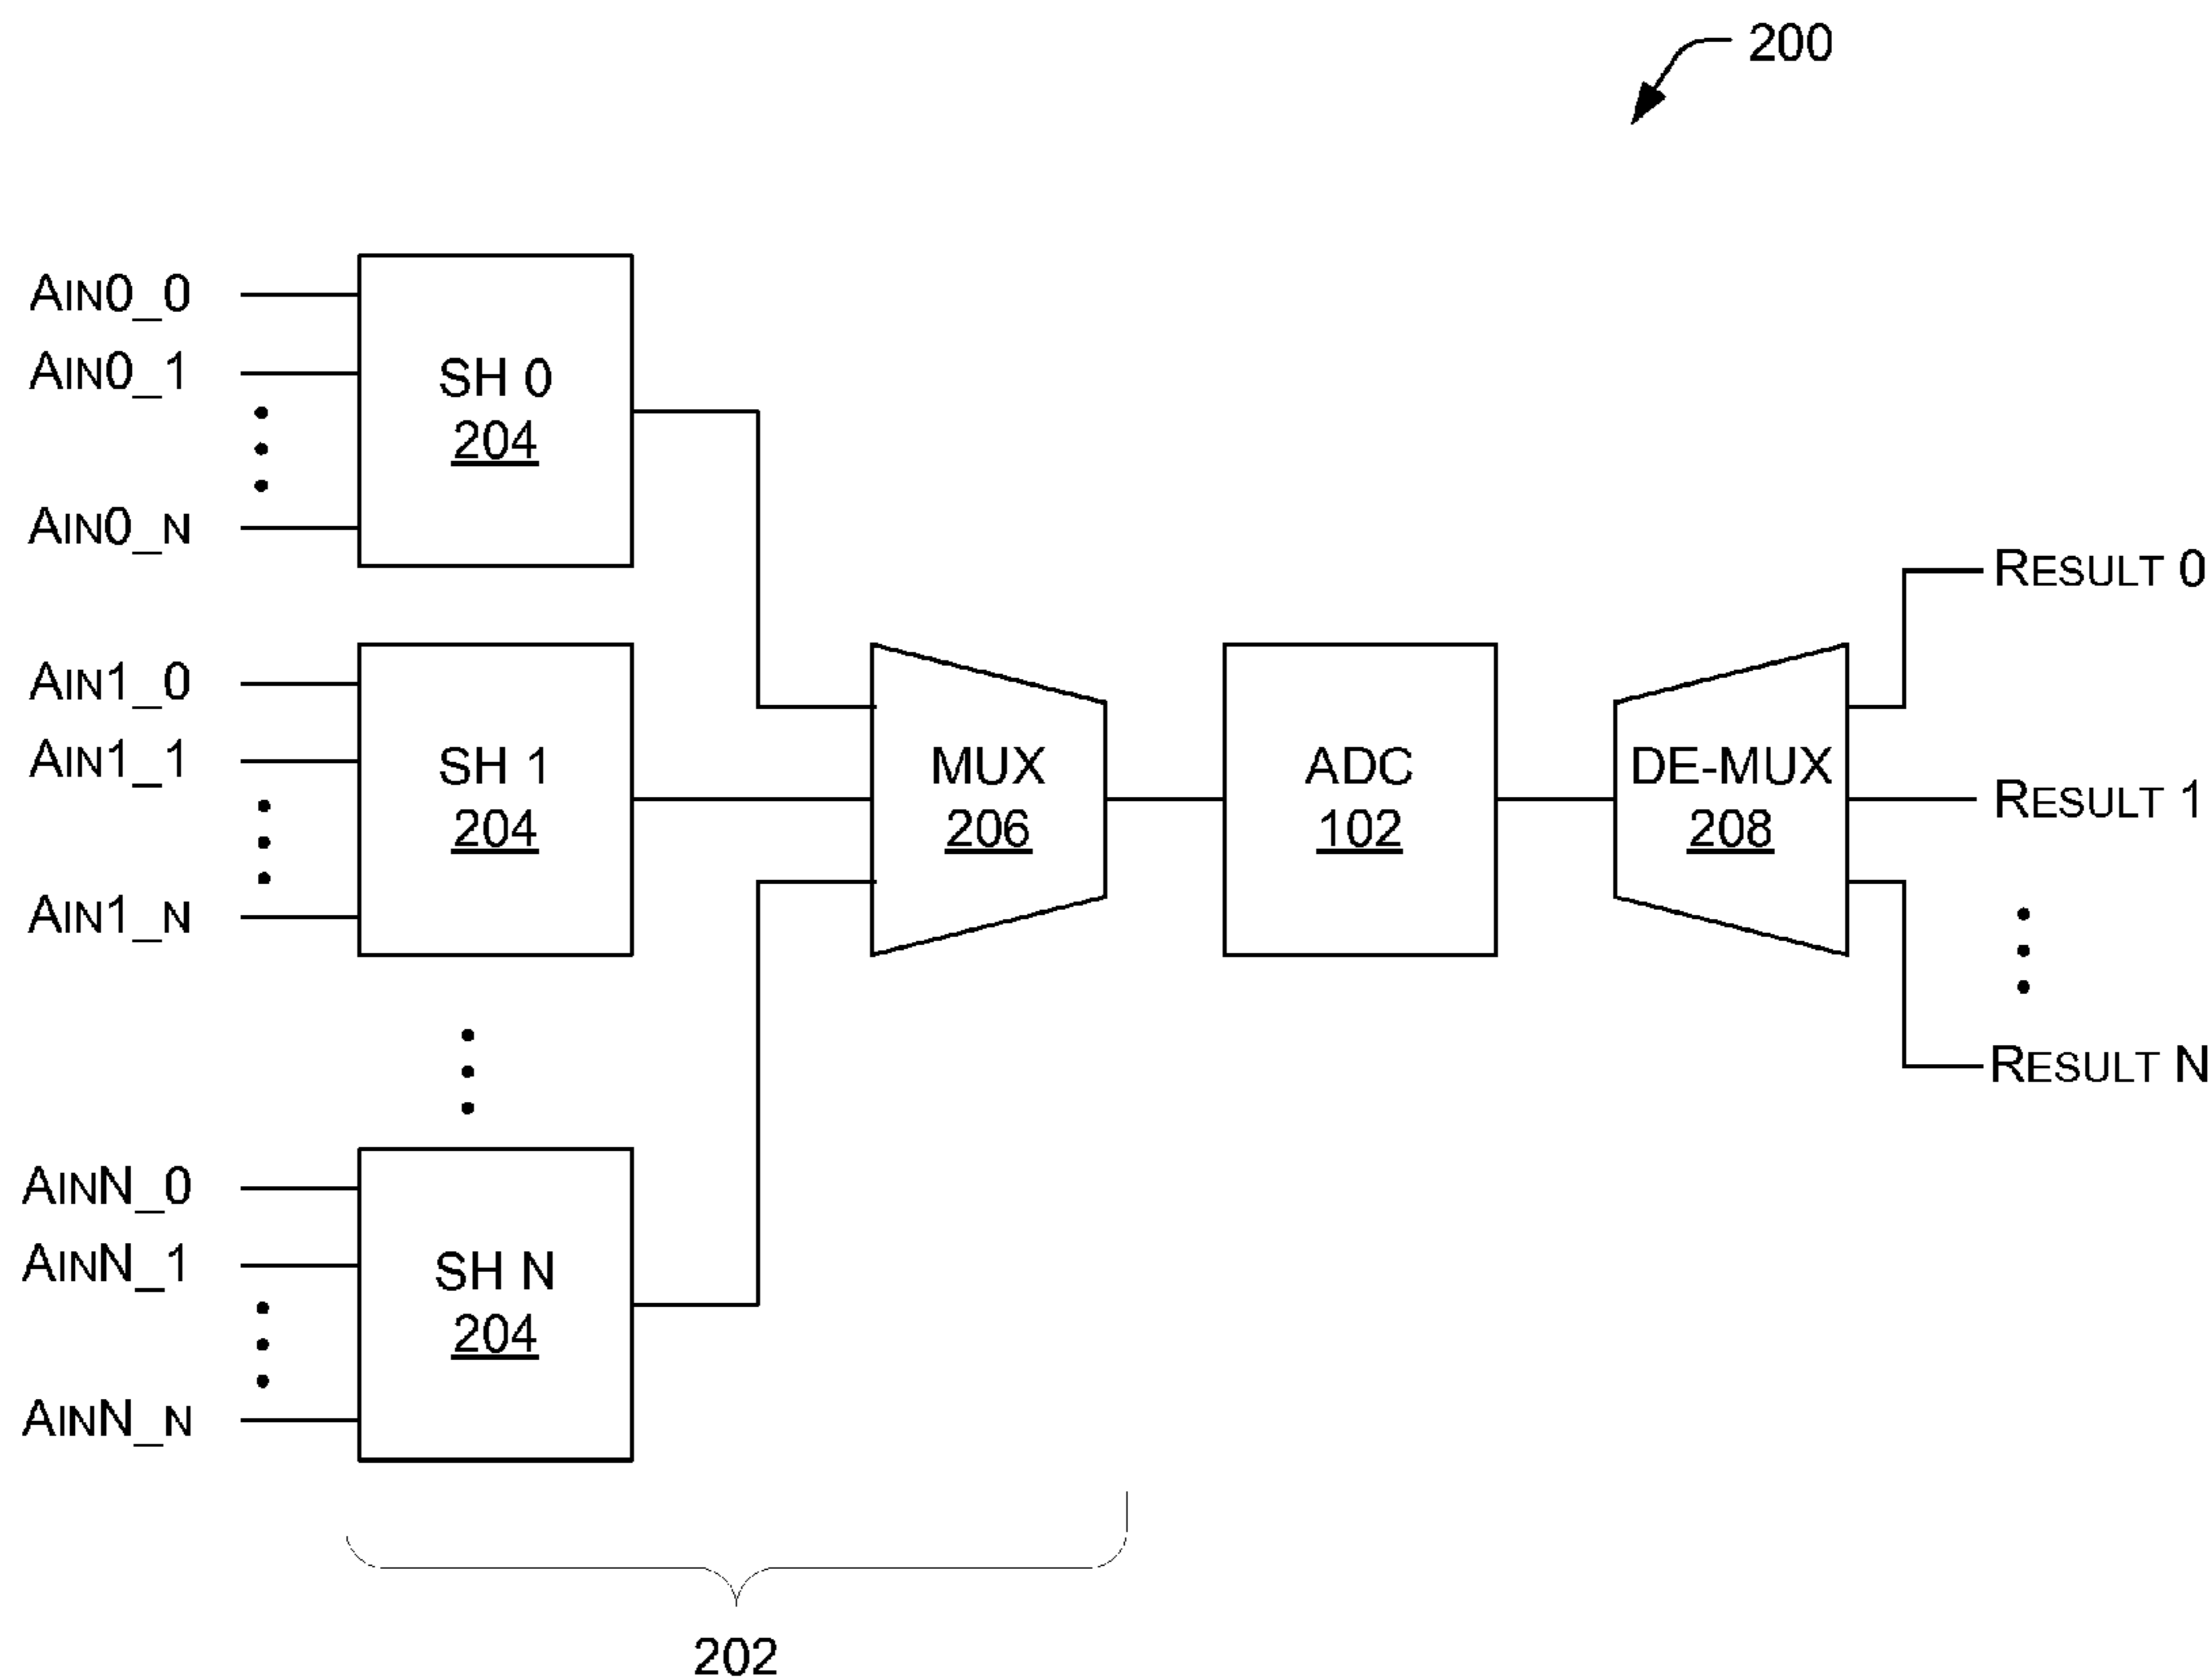 200
AIN0_0
AIN0_1
AIN0_N
SH 0
204
AIN1_0
AIN1_1
AIN1_N
SH 1
204
AINN_0
AINN_1
AINN_N
SH N
204
MUX
206
ADC
102
DE-MUX
208
RESULT 0
RESULT 1
RESULT N
202